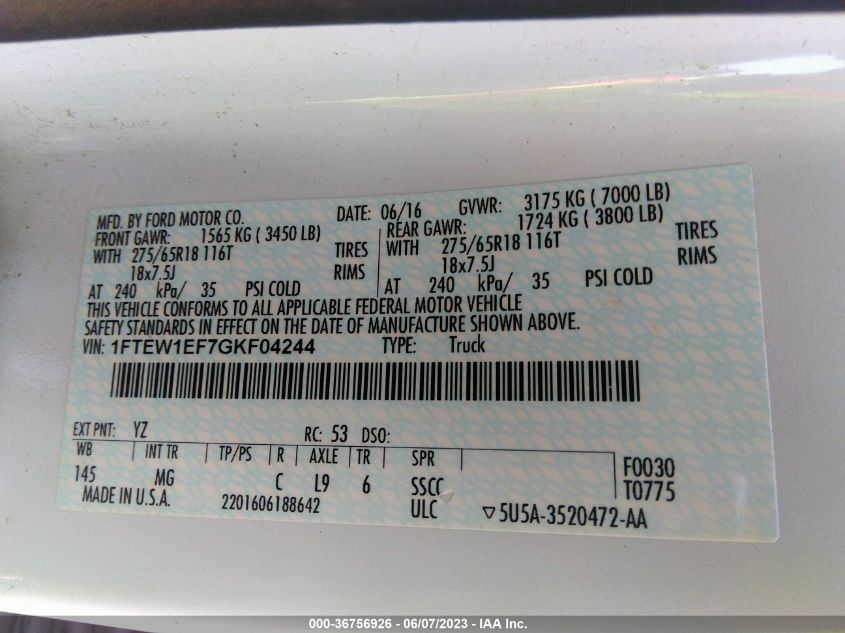 MFD. BY FORD MOTOR CO. DATE: 06/16 GVWR: 3175 KG ( 7000 LB)
FRONT GAWR: 1565 KG ( 3450 LB) REAR GAWR: 1724 KG ( 3800 LB)
WITH 275/65R18 116T TIRES WITH 275/65R18 116T TIRES
18x7.5J RIMS 18x7.5J RIMS
AT 240 kPa/ 35 PSI COLD AT 240 kPa/ 35 PSI COLD
THIS VEHICLE CONFORMS TO ALL APPLICABLE FEDERAL MOTOR VEHICLE
SAFETY STANDARDS IN EFFECT ON THE DATE OF MANUFACTURE SHOWN ABOVE.
VIN: 1FTEW1EF7GKF04244 TYPE: Truck
EXT PNT: YZ RC: 53 DSO:
WB INT TR TP/PS R AXLE TR SPR
145 MG C L9 6 SSCC F0030
ULC T0775
MADE IN U.S.A. 2201606188642 ▽5U5A-3520472-AA
000-36756926 - 06/07/2023 - IAA Inc.